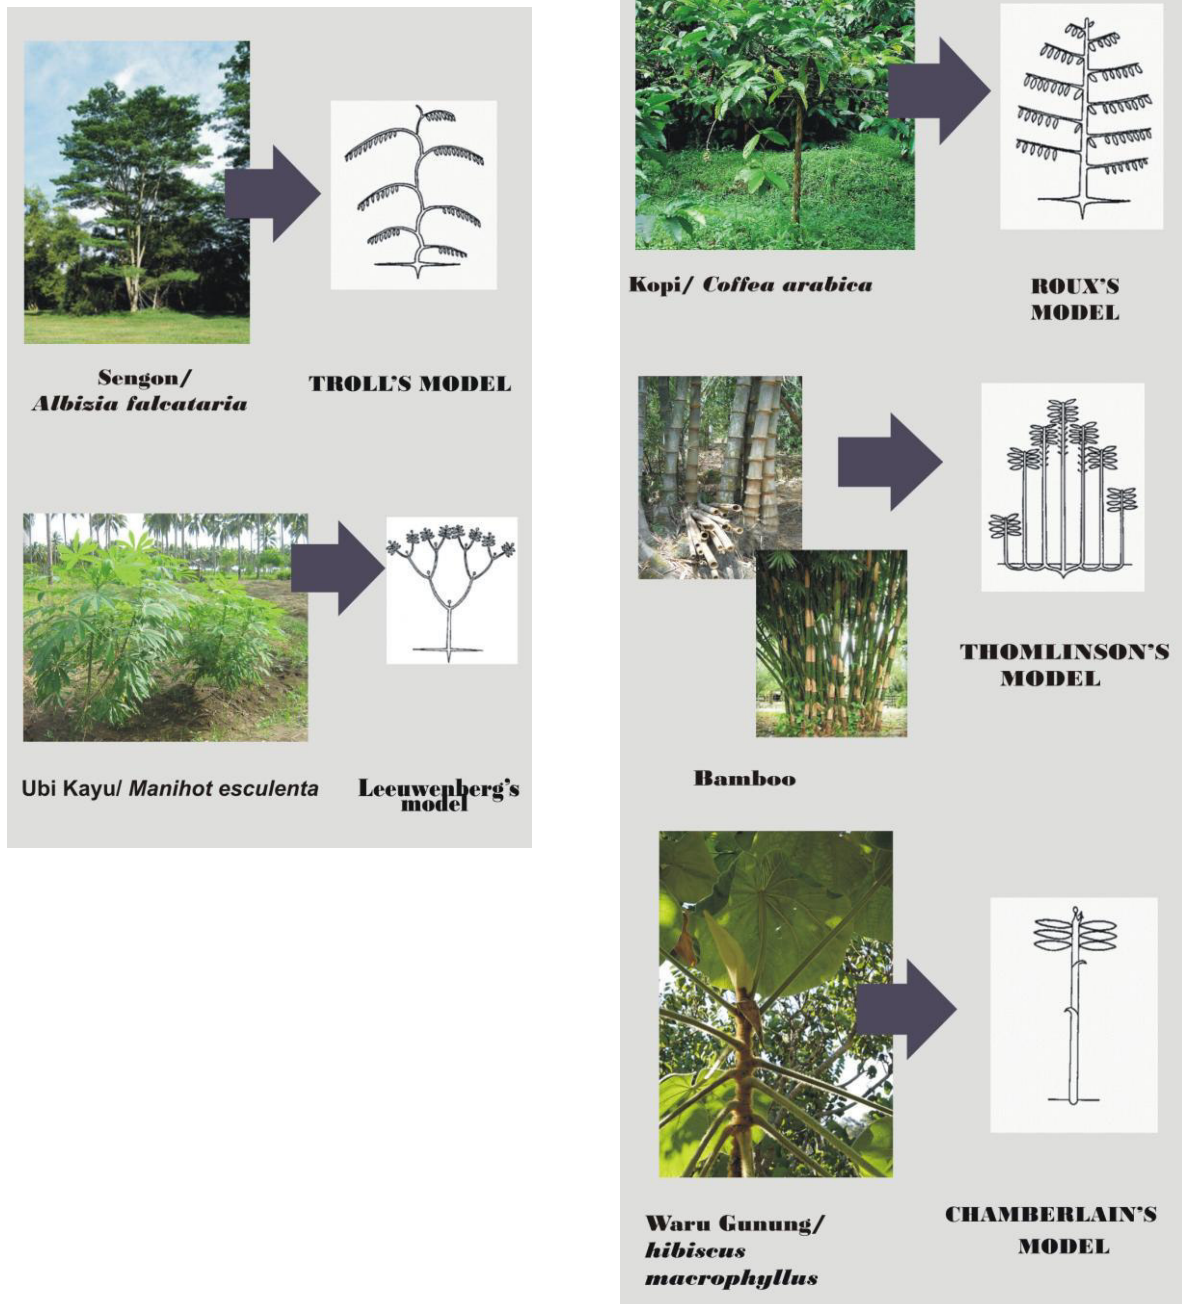 Sengon/
Albizia falcataria
TROLL'S MODEL
Ubi Kayu/ Manihot esculenta
Leeuwenberg's
model
Kopi/ Coffea arabica
ROUX'S
MODEL
THOMLINSON'S
MODEL
Bamboo
Waru Gunung/
hibiscus
macrophyllus
CHAMBERLAIN'S
MODEL